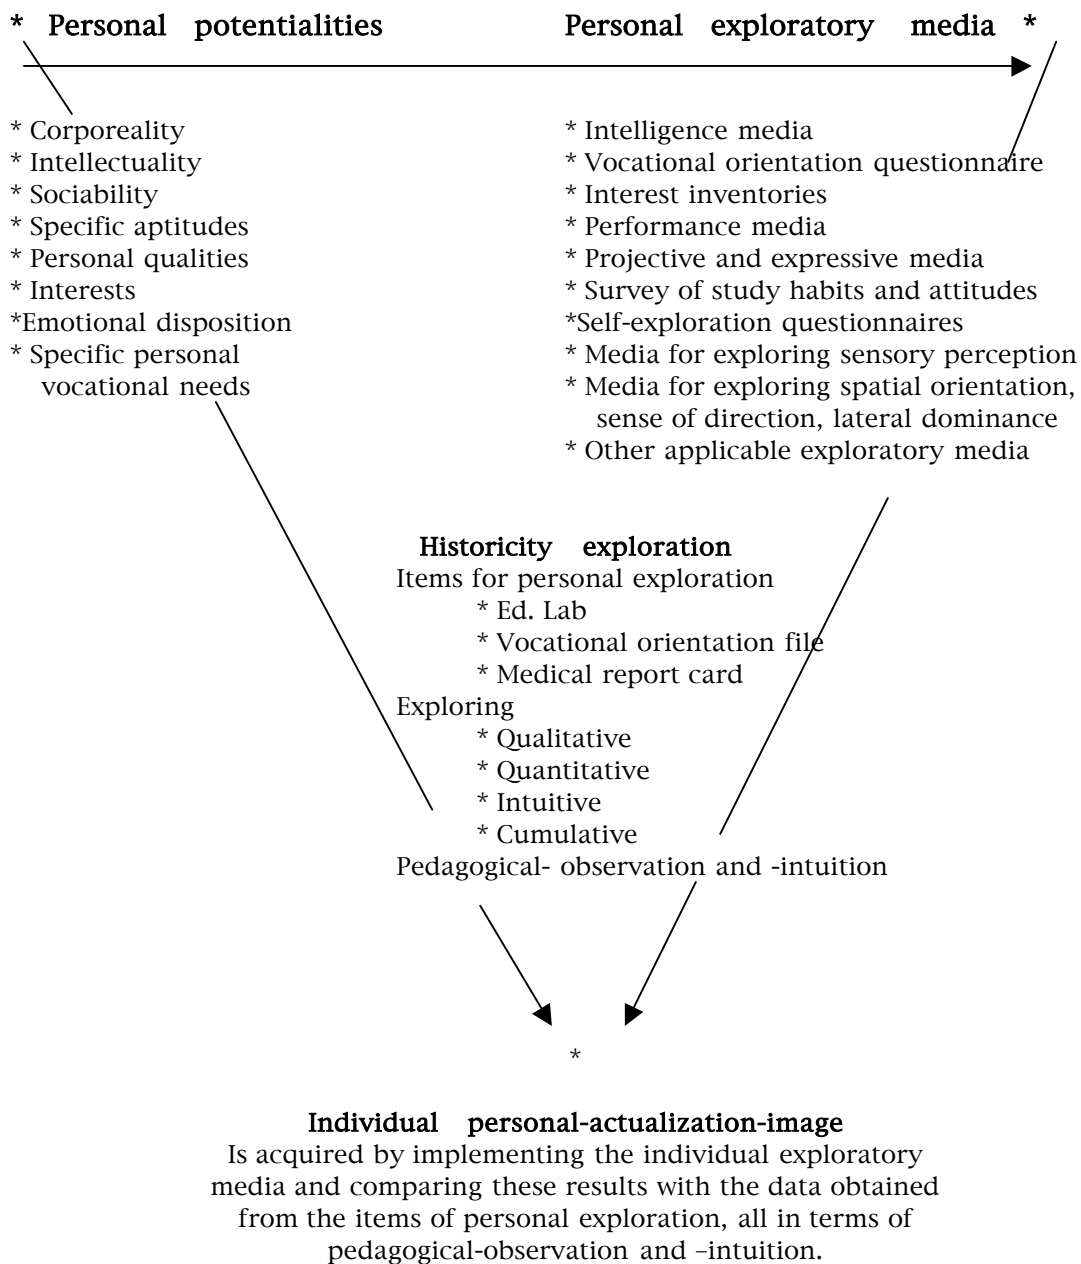 * Personal potentialities
* Corporeality
* Intellectuality
* Sociability
* Specific aptitudes
* Personal qualities
* Interests
*Emotional disposition
* Specific personal
vocational needs
Personal exploratory media *
* Intelligence media
* Vocational orientation questionnaire
* Interest inventories
* Performance media
* Projective and expressive media
* Survey of study habits and attitudes
*Self-exploration questionnaires
* Media for exploring sensory perception
* Media for exploring spatial orientation,
sense of direction, lateral dominance
* Other applicable exploratory media
Historicity exploration
Items for personal exploration
* Ed. Lab
* Vocational orientation file
* Medical report card
Exploring
* Qualitative
* Quantitative
* Intuitive
* Cumulative
Pedagogical- observation and -intuition
*
Individual personal-actualization-image
Is acquired by implementing the individual exploratory
media and comparing these results with the data obtained
from the items of personal exploration, all in terms of
pedagogical-observation and –intuition.